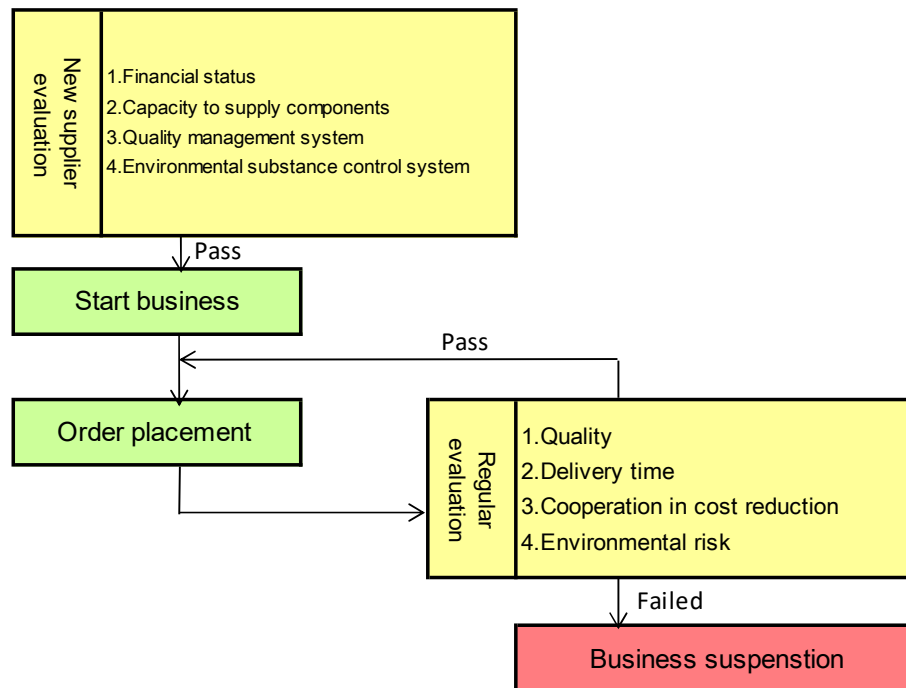 New supplier
evaluation
1.Financial status
2.Capacity to supply components
3.Quality management system
4.Environmental substance control system
Pass
Start business
Pass
Order placement
Regular
evaluation
1.Quality
2.Delivery time
3.Cooperation in cost reduction
4.Environmental risk
Failed
Business suspenstion